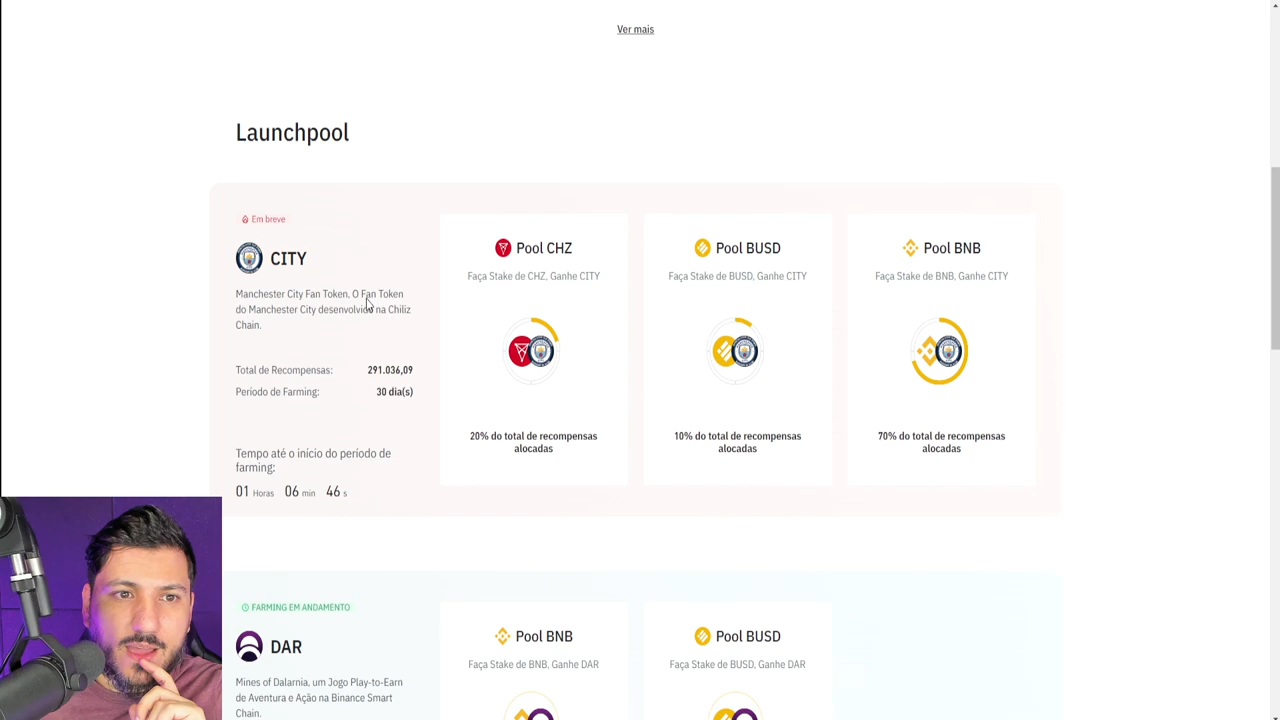 Ver mais
Launchpool
Em breve
CITY
Manchester City Fan Token, O Fan Token
do Manchester City desenvolvido na Chiliz
Chain.
Total de Recompensas: 291.036,09
Período de Farming: 30 dia(s)
Tempo até o início do período de
farming:
01 Horas 06 min 46 s
Pool CHZ
Faça Stake de CHZ, Ganhe CITY
20% do total de recompensas
alocadas
Pool BUSD
Faça Stake de BUSD, Ganhe CITY
10% do total de recompensas
alocadas
Pool BNB
Faça Stake de BNB, Ganhe CITY
70% do total de recompensas
alocadas
FARMING EM ANDAMENTO
DAR
Mines of Dalarnia, um Jogo Play-to-Earn
de Aventura e Ação na Binance Smart
Chain.
Pool BNB
Faça Stake de BNB, Ganhe DAR
Pool BUSD
Faça Stake de BUSD, Ganhe DAR